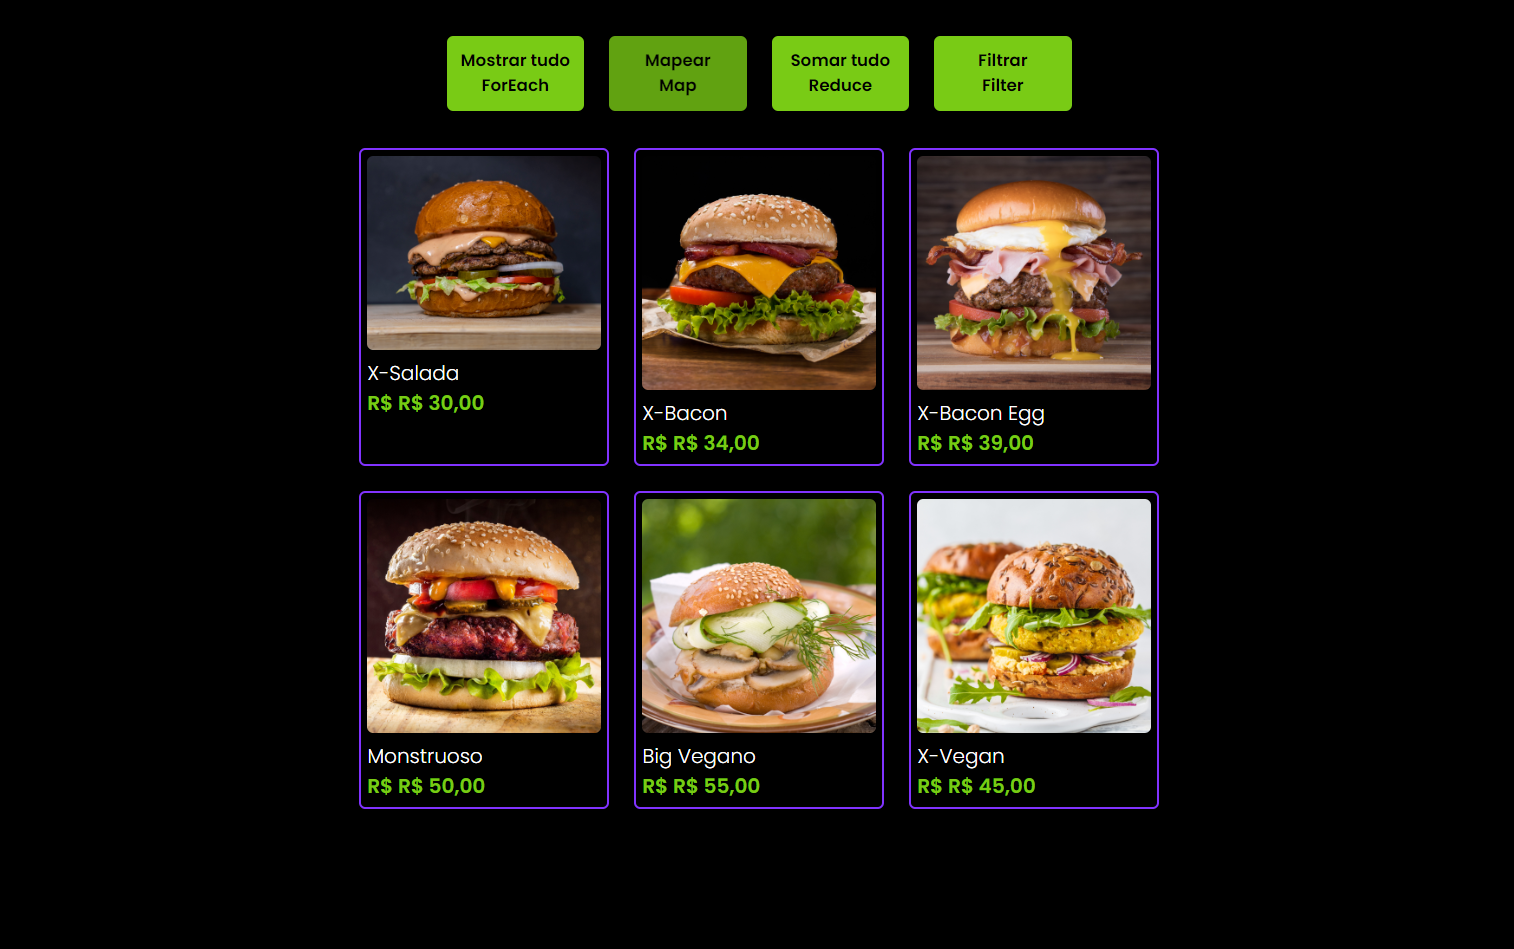 Mostrar tudo
ForEach
Mapear
Map
Somar tudo
Reduce
Filtrar
Filter
X-Salada
R$ R$ 30,00
X-Bacon
R$ R$ 34,00
X-Bacon Egg
R$ R$ 39,00
Monstruoso
R$ R$ 50,00
Big Vegano
R$ R$ 55,00
X-Vegan
R$ R$ 45,00